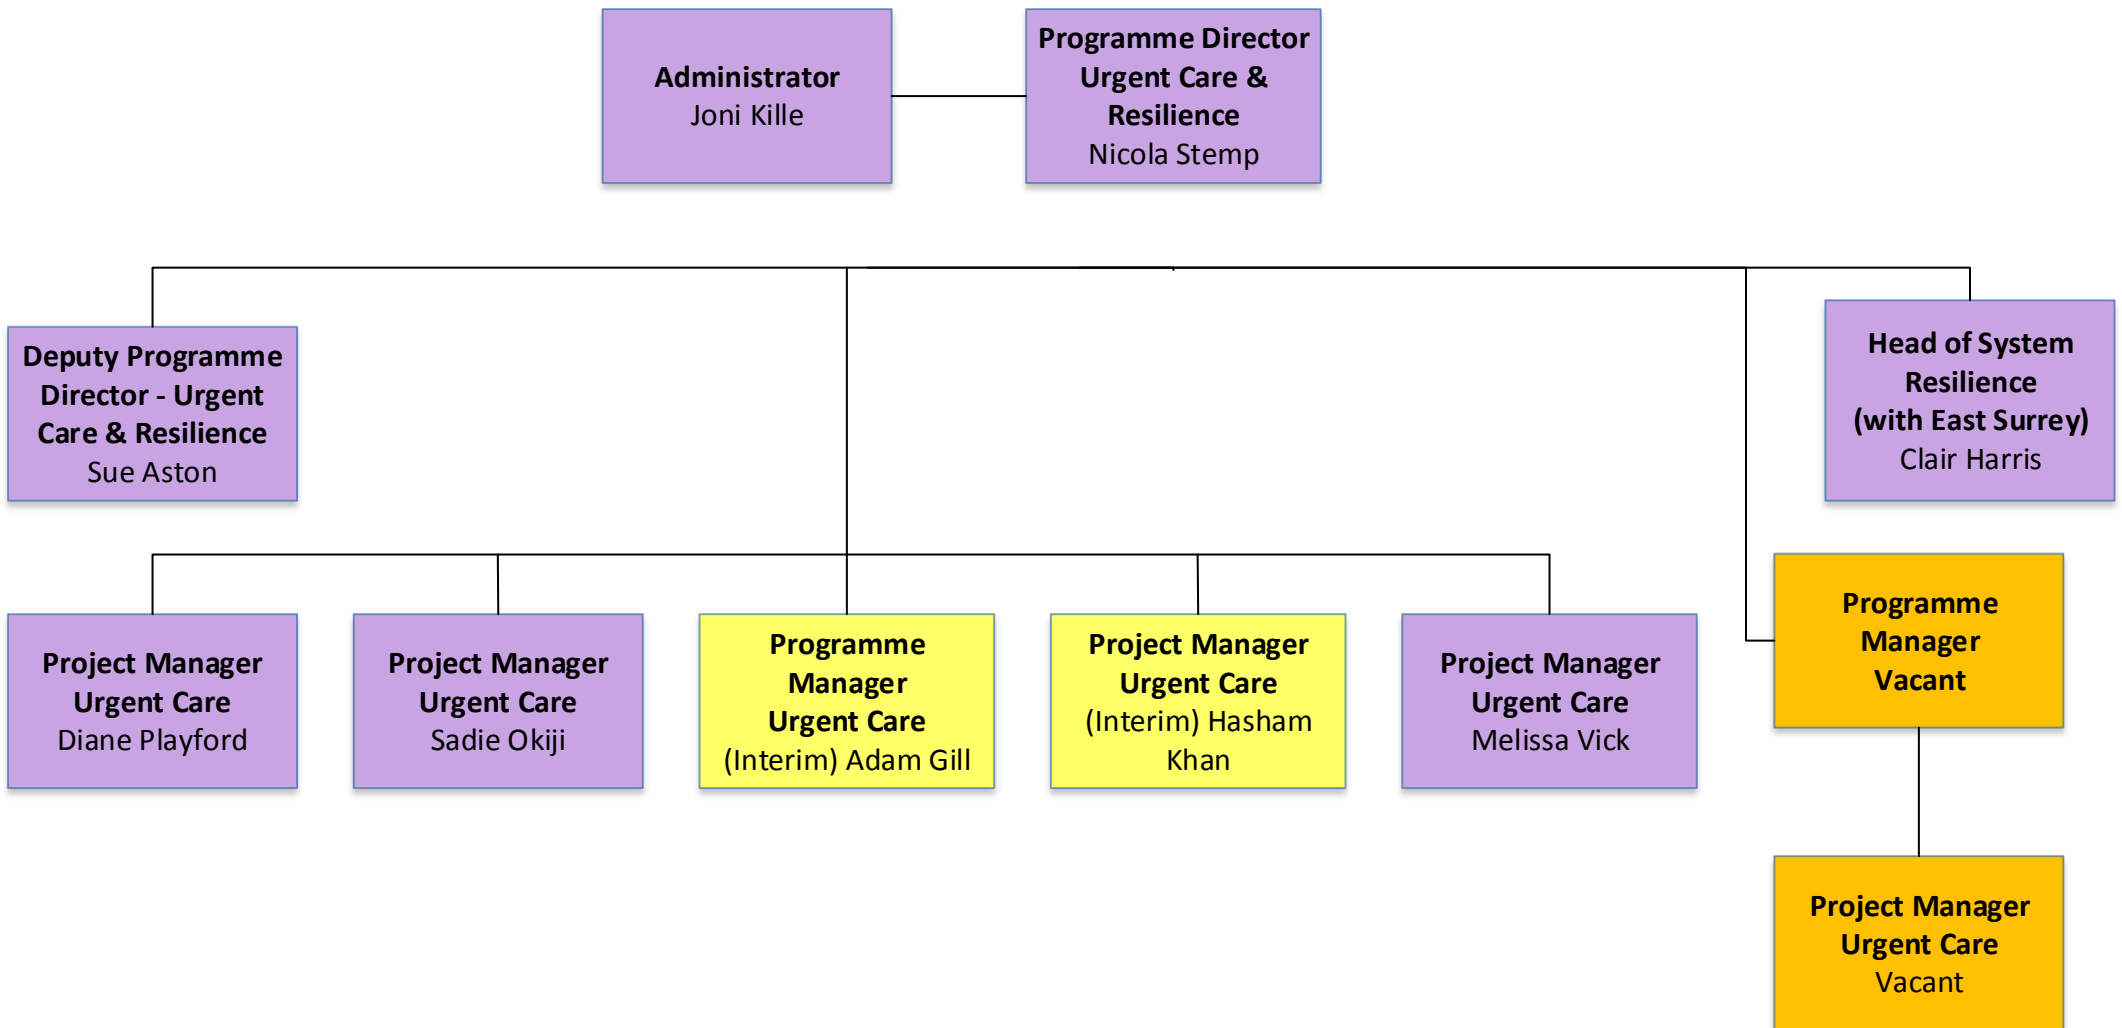 Administrator
Joni Kille
Programme Director
Urgent Care &
Resilience
Nicola Stemp
Deputy Programme
Director - Urgent
Care & Resilience
Sue Aston
Head of System
Resilience
(with East Surrey)
Clair Harris
Project Manager
Urgent Care
Diane Playford
Project Manager
Urgent Care
Sadie Okiji
Programme
Manager
Urgent Care
(Interim) Adam Gill
Project Manager
Urgent Care
(Interim) Hasham
Khan
Project Manager
Urgent Care
Melissa Vick
Programme
Manager
Vacant
Project Manager
Urgent Care
Vacant